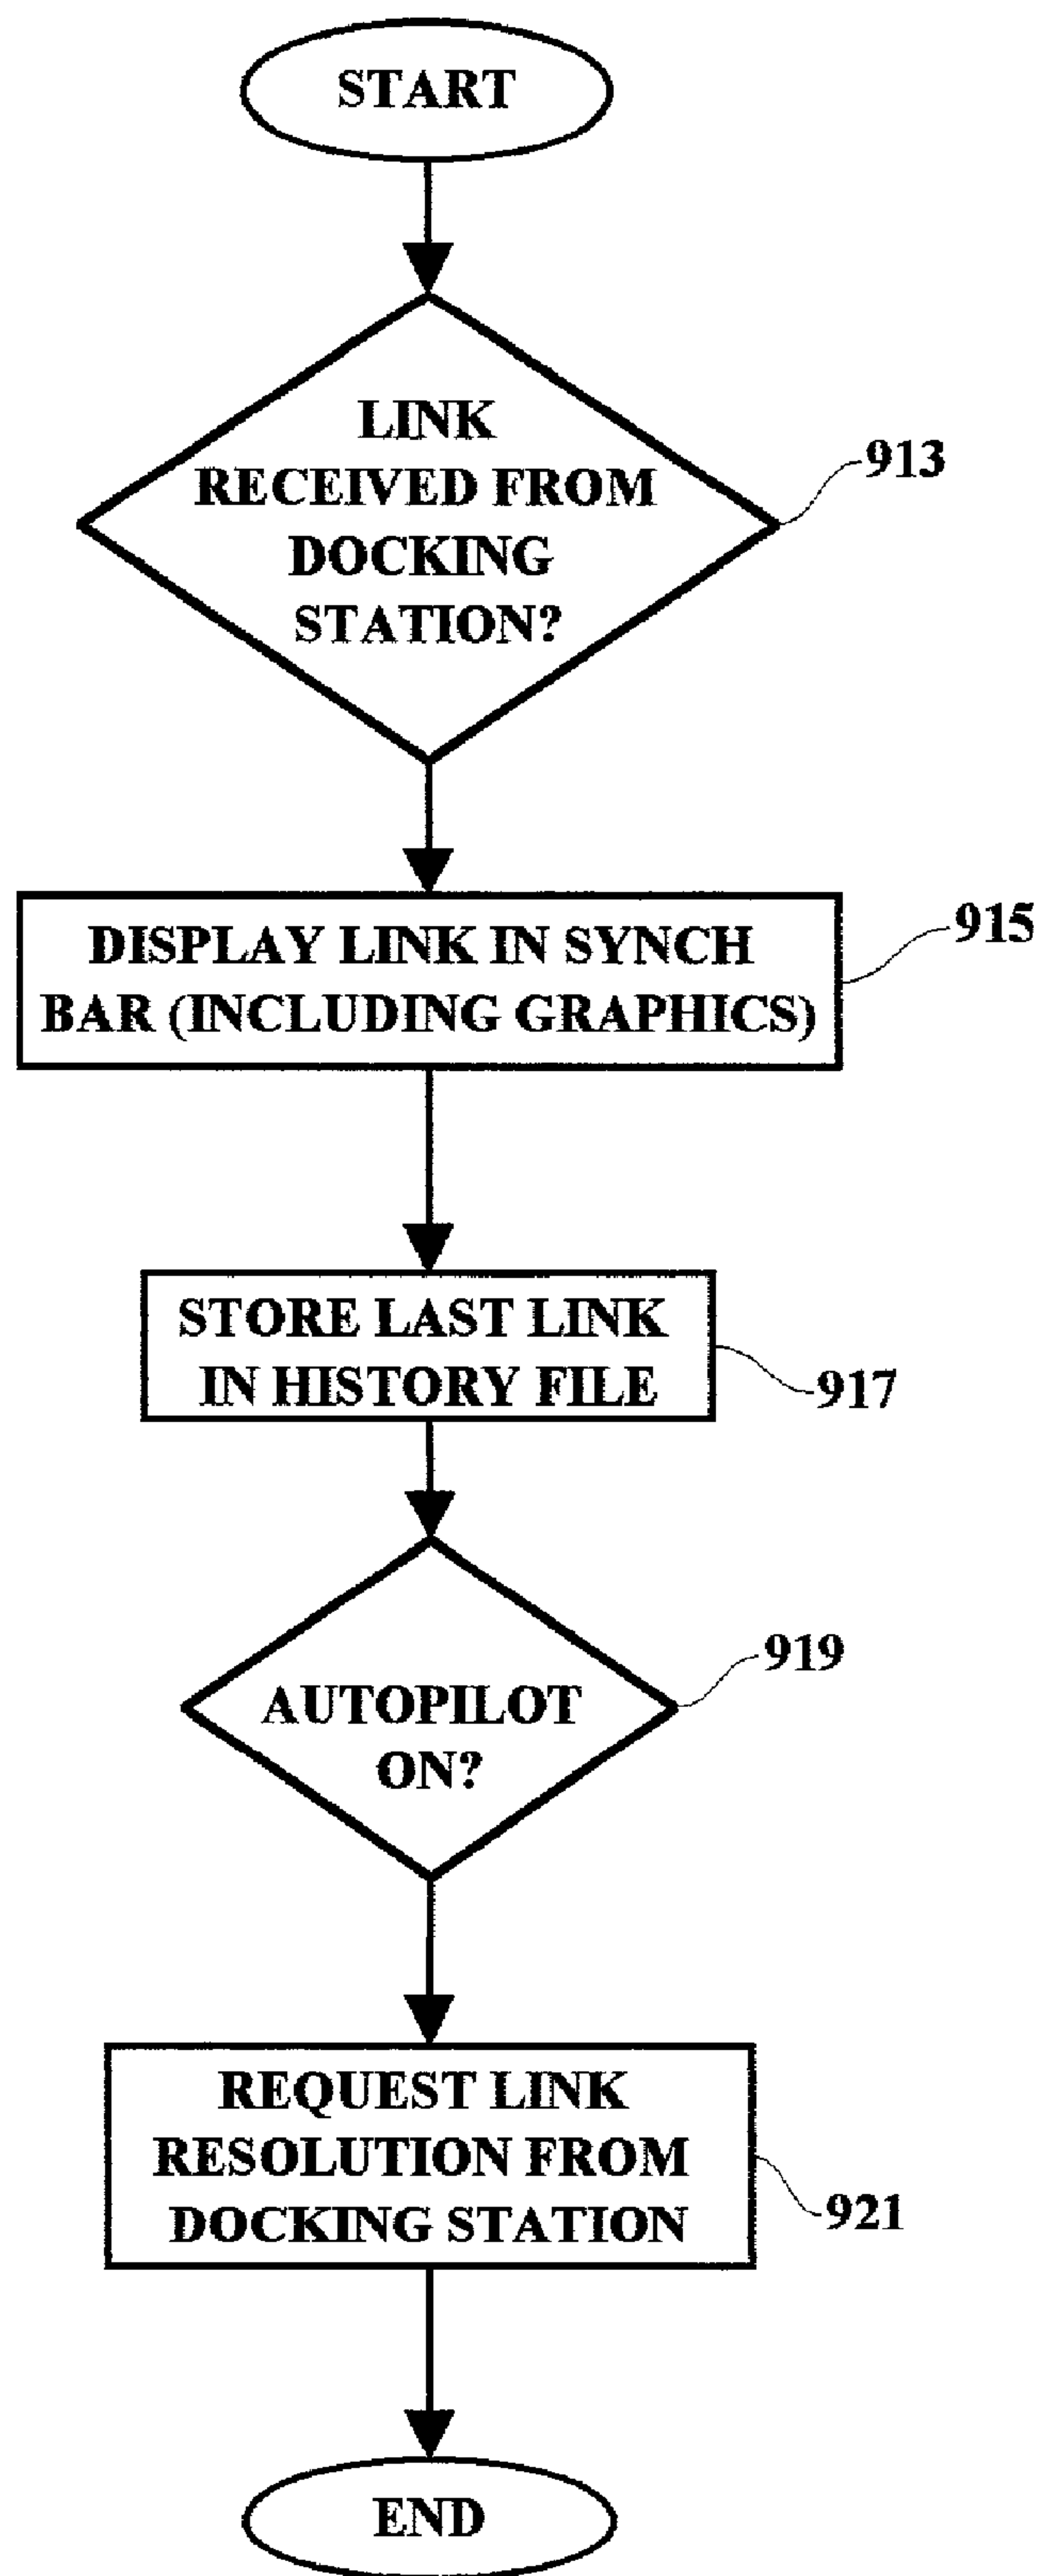 START
LINK
RECEIVED FROM
DOCKING
STATION?
913
DISPLAY LINK IN SYNCH
BAR (INCLUDING GRAPHICS)
915
STORE LAST LINK
IN HISTORY FILE
917
AUTOPILOT
ON?
919
REQUEST LINK
RESOLUTION FROM
DOCKING STATION
921
END